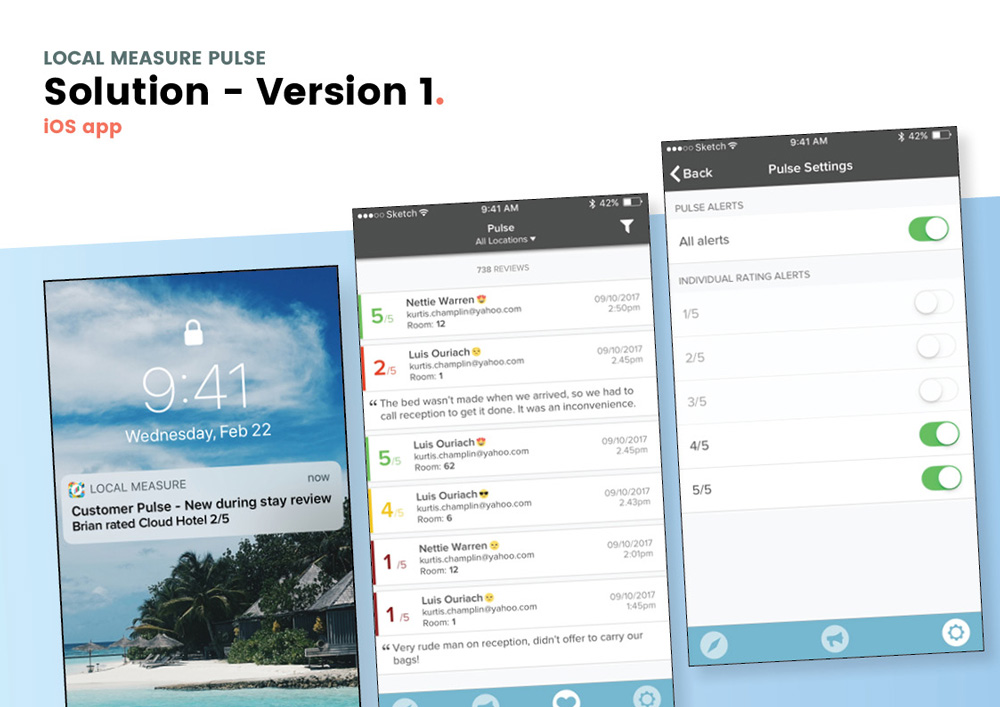 LOCAL MEASURE PULSE
Solution - Version 1.
iOS app
9:41
Wednesday, Feb 22
LOCAL MEASURE
now
Customer Pulse - New during stay review
Brian rated Cloud Hotel 2/5
Sketch
9:41 AM
42%
Pulse
All Locations ▾
738 REVIEWS
5/5
Nettie Warren 😍
kurtis.champlin@yahoo.com
Room: 12
09/10/2017
2:50pm
2/5
Luis Ouriach
kurtis.champlin@yahoo.com
Room: 1
09/10/2017
2.45pm
“ The bed wasn't made when we arrived, so we had to
call reception to get it done. It was an inconvenience.
5/5
Luis Ouriach 😍
kurtis.champlin@yahoo.com
Room: 62
09/10/2017
2.45pm
4/5
Luis Ouriach 😎
kurtis.champlin@yahoo.com
Room: 6
09/10/2017
2.43pm
1/5
Nettie Warren
kurtis.champlin@yahoo.com
Room: 12
09/10/2017
2:01pm
1/5
Luis Ouriach
kurtis.champlin@yahoo.com
Room: 1
09/10/2017
1:45pm
“ Very rude man on reception, didn't offer to carry our
bags!
Sketch
9:41 AM
42%
Back
Pulse Settings
PULSE ALERTS
All alerts
INDIVIDUAL RATING ALERTS
1/5
2/5
3/5
4/5
5/5